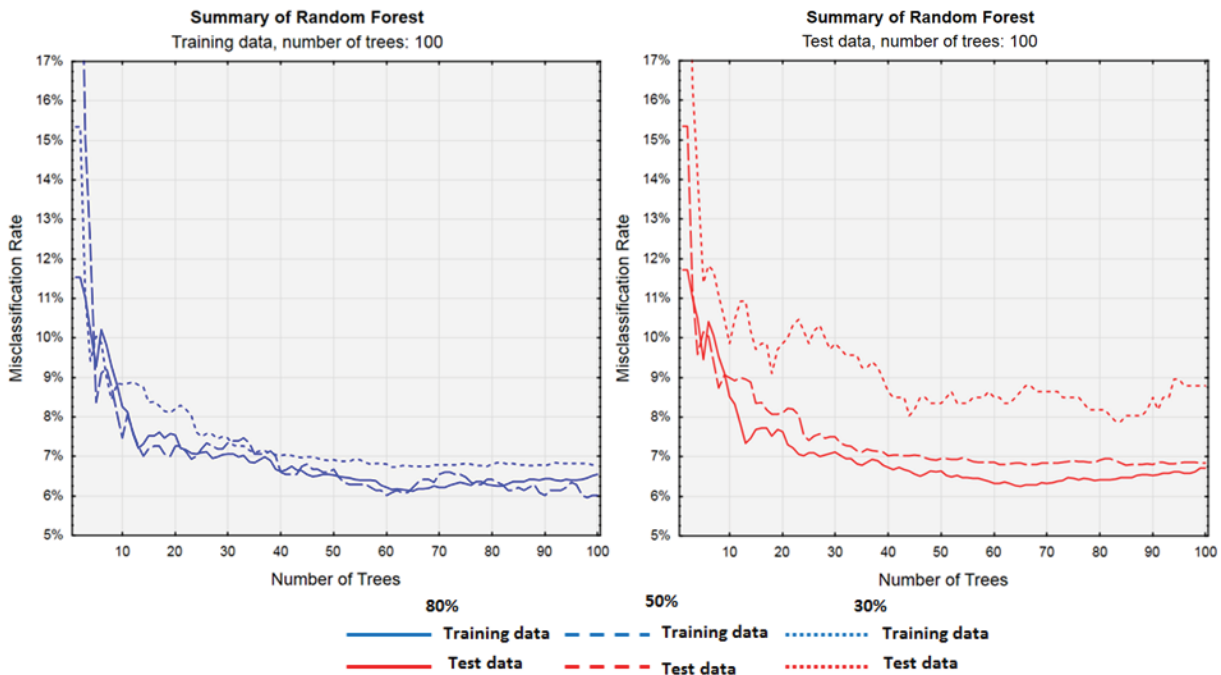 Summary of Random Forest
Training data, number of trees: 100
17%
16%
15%
14%
13%
12%
11%
10%
9%
8%
7%
6%
5%
Misclassification Rate
10 20 30 40 50 60 70 80 90 100
Number of Trees
Summary of Random Forest
Test data, number of trees: 100
17%
16%
15%
14%
13%
12%
11%
10%
9%
8%
7%
6%
5%
Misclassification Rate
10 20 30 40 50 60 70 80 90 100
Number of Trees
80% 50% 30%
Training data Training data Training data
Test data Test data Test data